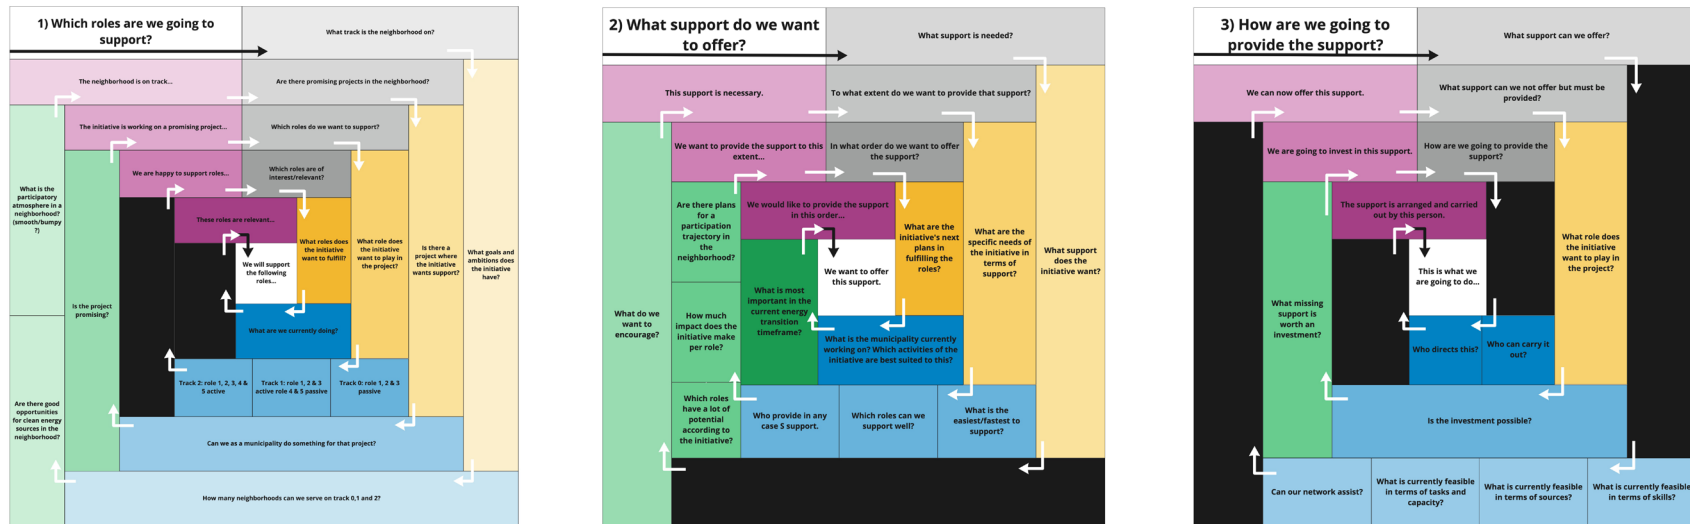 1) Which roles are we going to
support?
What track is the neighborhood on?
The neighborhood is on track...
Are there promising projects in the neighborhood?
The initiative is working on a promising project...
Which roles do we want to support?
We are happy to support roles...
Which roles are of
interest/relevant?
These roles are relevant...
What is the
participatory
atmosphere in a
neighborhood?
(smooth/bumpy
?)
We will support
the following
roles...
What roles does
the initiative
want to fulfill?
What role does
the initiative
want to play in
the project?
Is there a
project where
the initiative
wants support?
What goals and
ambitions does
the initiative
have?
Is the project
promising?
What are we currently doing?
Track 2: role 1, 2, 3, 4 &
5 active
Track 1: role 1, 2 & 3
active role 4 & 5 passive
Track 0: role 1, 2 & 3
passive
Are there good
opportunities
for clean energy
sources in the
neighborhood?
Can we as a municipality do something for that project?
How many neighborhoods can we serve on track 0,1 and 2?
2) What support do we want
to offer?
What support is needed?
This support is necessary.
To what extent do we want to provide that support?
We want to provide the support to this
extent...
In what order do we want to offer
the support?
Are there plans
for a
participation
trajectory in
the
neighborhood?
We would like to provide the support
in this order...
What are the
initiative's next
plans in
fulfilling the
roles?
What are the
specific needs of
the initiative in
terms of
support?
What support
does the
initiative want?
We want to offer
this support.
What is most
important in the
current energy
transition
timeframe?
What do we
want to
encourage?
How much
impact does the
initiative make
per role?
What is the municipality currently
working on? Which activities of the
initiative are best suited to this?
Which roles
have a lot of
potential
according to
the initiative?
Who provide in any
case S support.
Which roles can we
support well?
What is the
easiest/fastest to
support?
3) How are we going to
provide the support?
What support can we offer?
We can now offer this support.
What support can we not offer but must be
provided?
We are going to invest in this support.
How are we going to provide the
support?
The support is arranged and carried
out by this person.
What role does
the initiative
want to play in
the project?
This is what we
are going to do...
What missing
support is
worth an
investment?
Who directs this?
Who can carry it
out?
Is the investment possible?
Can our network assist?
What is currently feasible
in terms of tasks and
capacity?
What is currently feasible
in terms of sources?
What is currently feasible
in terms of skills?